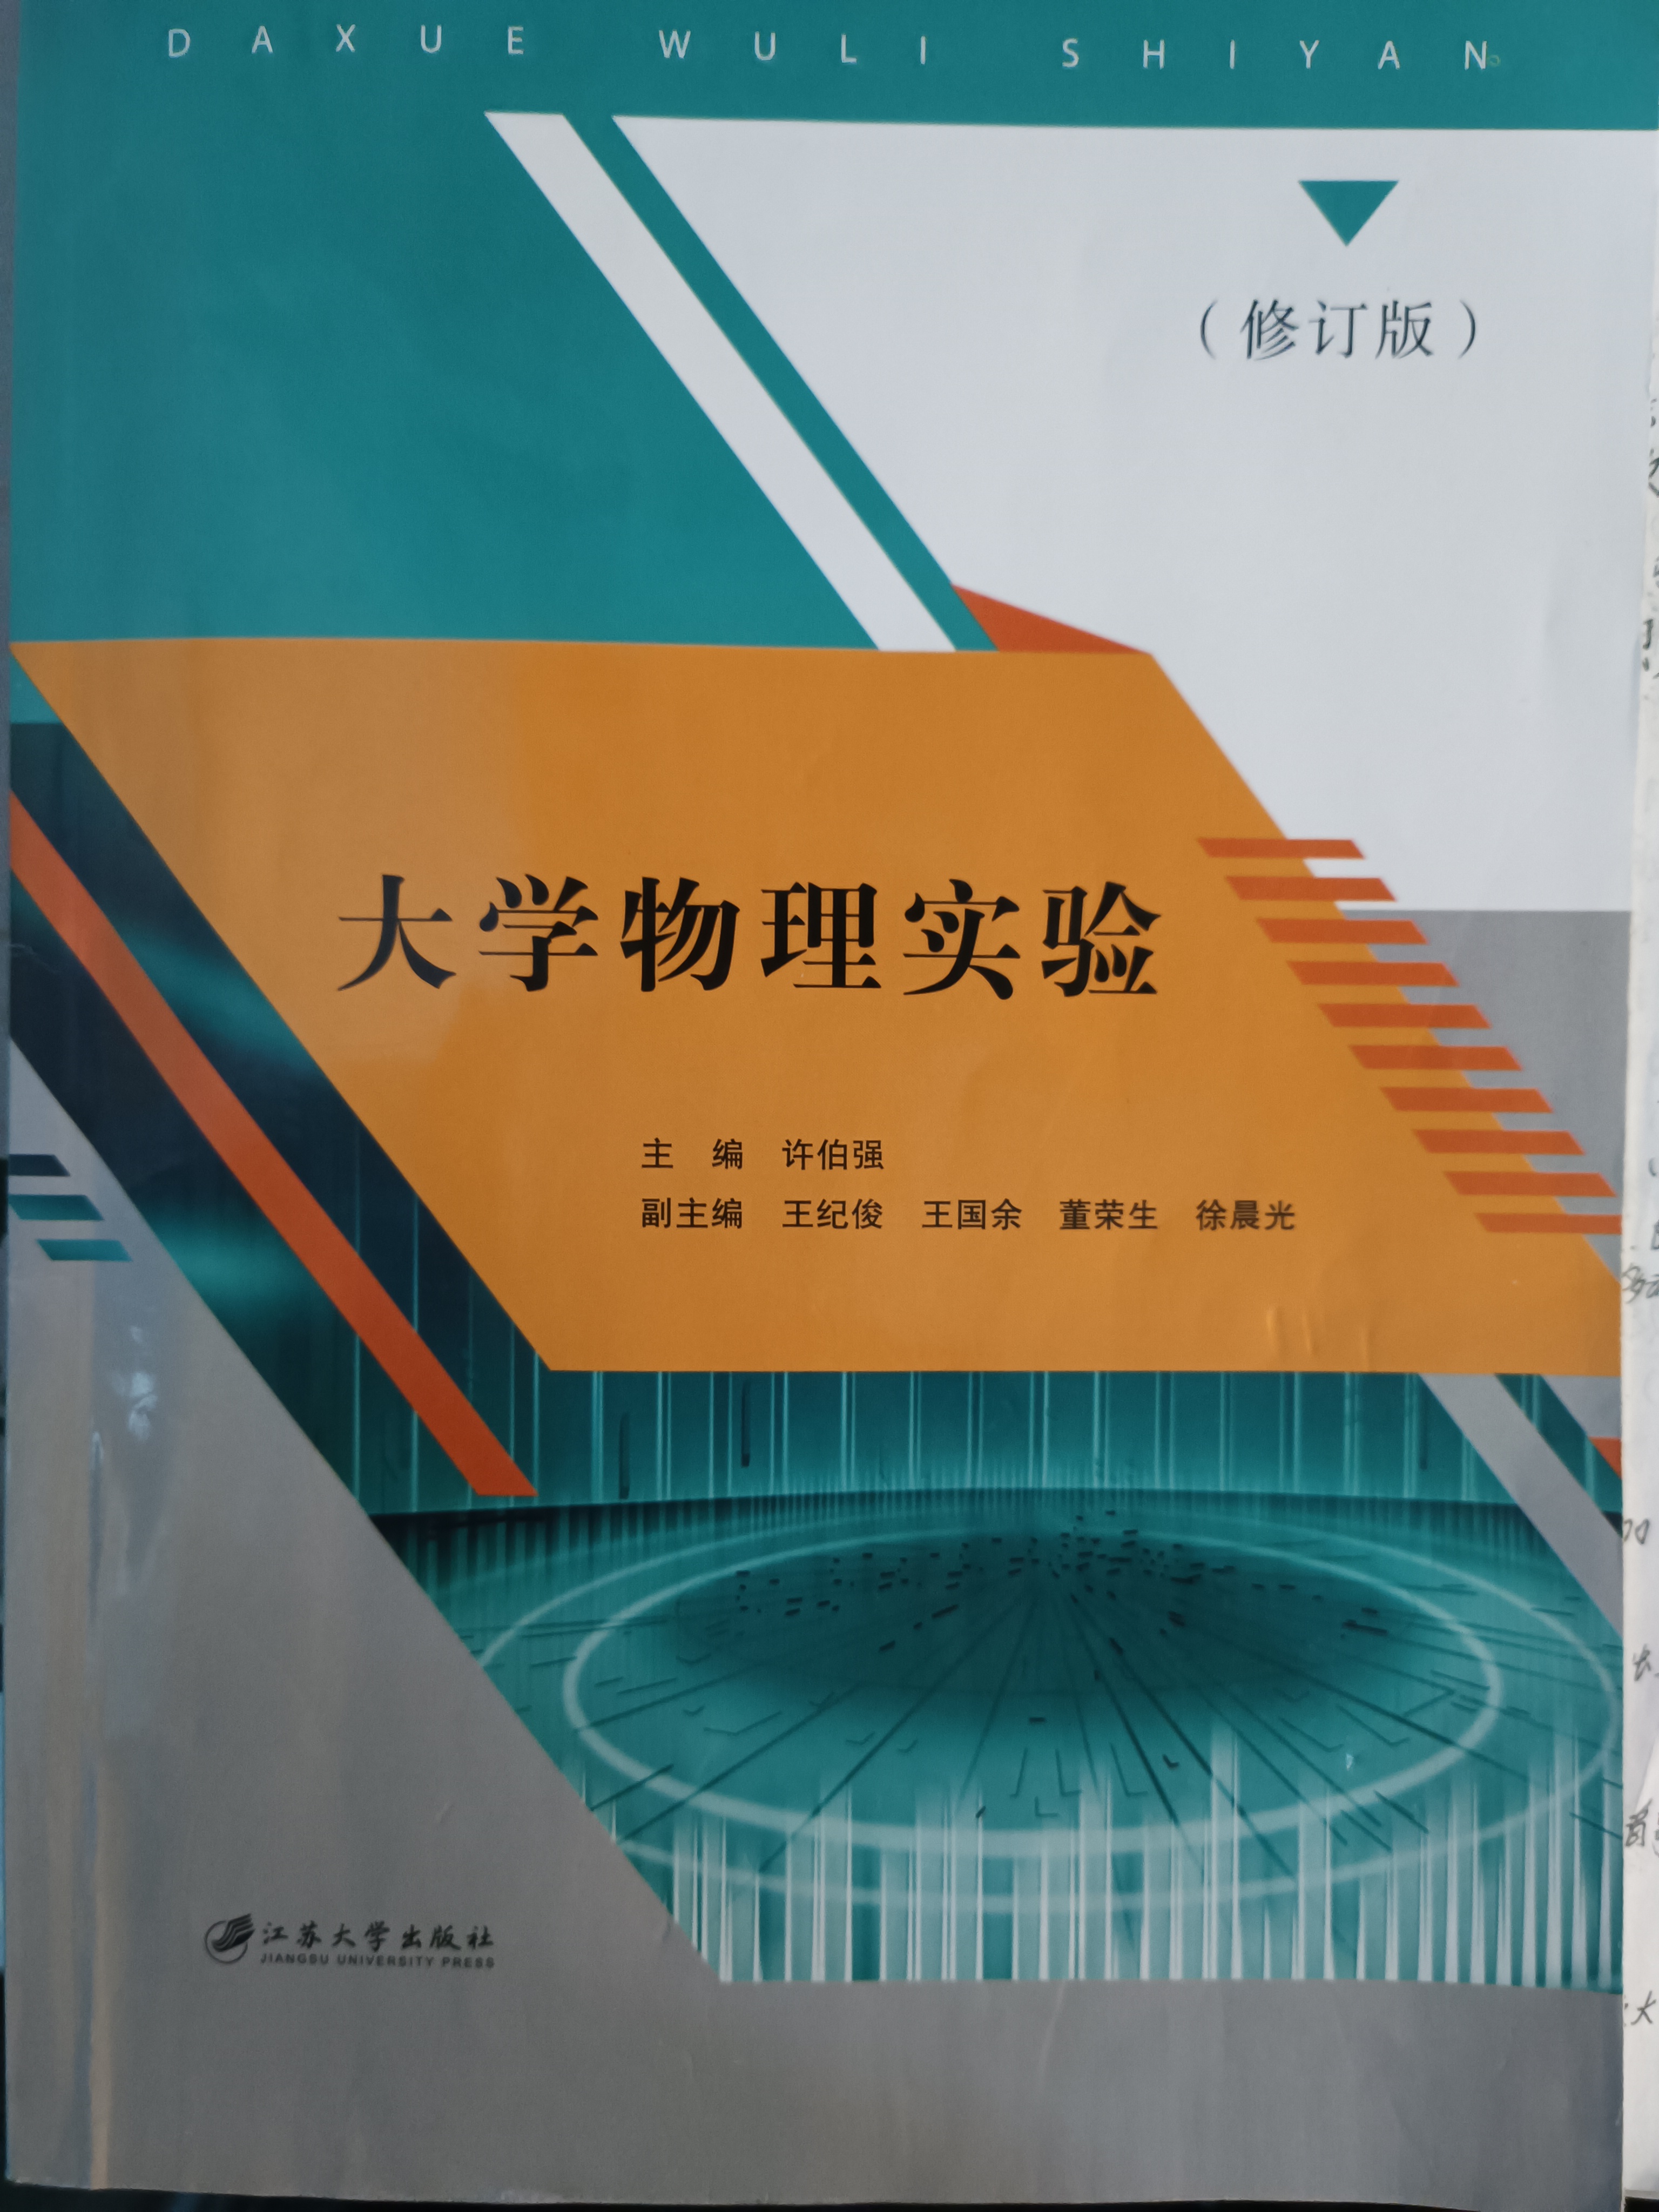 DAXUE WULI SHIYAN
（修订版）
大学物理实验
主 编 许伯强
副主编 王纪俊 王国余 董荣生 徐晨光
江苏大学出版社
JIANGSU UNIVERSITY PRESS